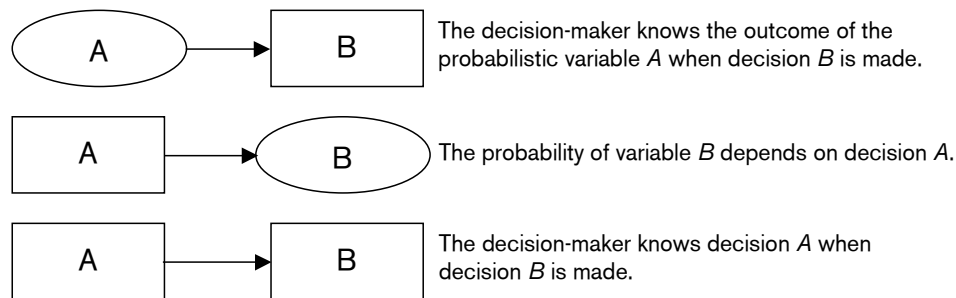 A
B
The decision-maker knows the outcome of the
probabilistic variable A when decision B is made.
A
B
The probability of variable B depends on decision A.
A
B
The decision-maker knows decision A when
decision B is made.